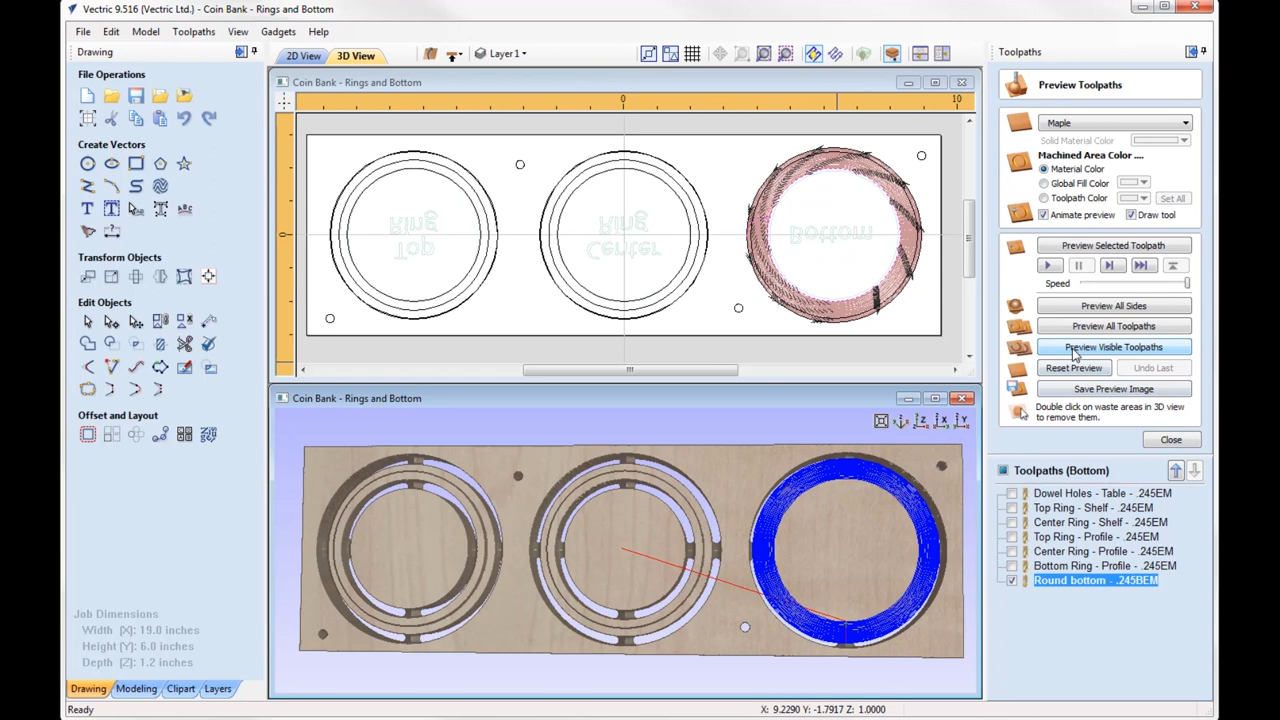 Vectric 9.516 (Vectric Ltd.) - Coin Bank - Rings and Bottom
File Edit Model Toolpaths View Gadgets Help
Drawing
2D View 3D View Layer 1
Toolpaths
File Operations
Create Vectors
Transform Objects
Edit Objects
Offset and Layout
Job Dimensions
Width [X]: 19.0 inches
Height [Y]: 6.0 inches
Depth [Z]: 1.2 inches
Drawing Modeling Clipart Layers
Ready
Coin Bank - Rings and Bottom
0 10
0
Top
Ring
Center
Ring
Bottom
Coin Bank - Rings and Bottom
Preview Toolpaths
Maple
Solid Material Color
Machined Area Color ....
Material Color
Global Fill Color
Toolpath Color Set All
Animate preview Draw tool
Preview Selected Toolpath
Speed
Preview All Sides
Preview All Toolpaths
Preview Visible Toolpaths
Reset Preview Undo Last
Save Preview Image
Double click on waste areas in 3D view
to remove them.
Close
Toolpaths (Bottom)
Dowel Holes - Table - .245EM
Top Ring - Shelf - .245EM
Center Ring - Shelf - .245EM
Top Ring - Profile - .245EM
Center Ring - Profile - .245EM
Bottom Ring - Profile - .245EM
Round bottom - .245BEM
X: 9.2290 Y: -1.7917 Z: 1.0000